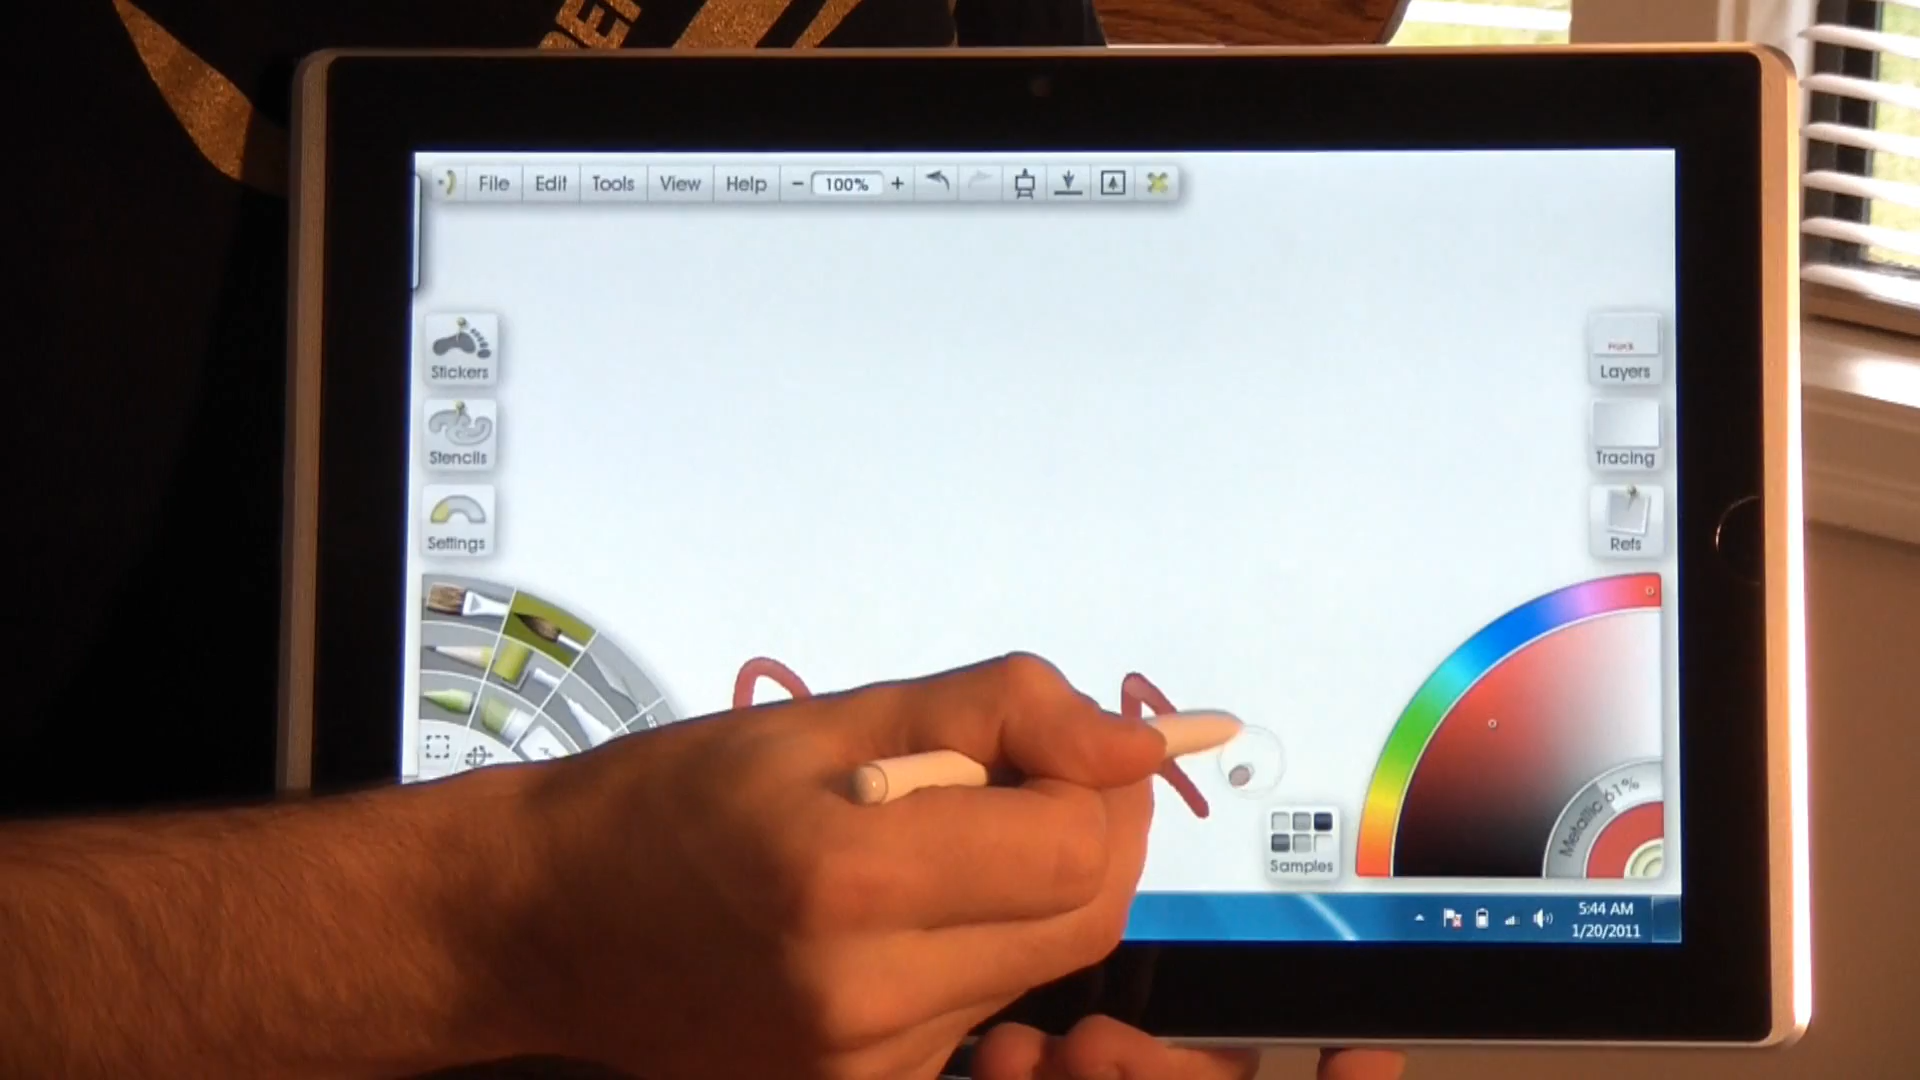 File Edit Tools View Help − 100% +
Stickers
Stencils
Settings
Layers
Tracing
Refs
Metallic 61%
Samples
5:44 AM
1/20/2011